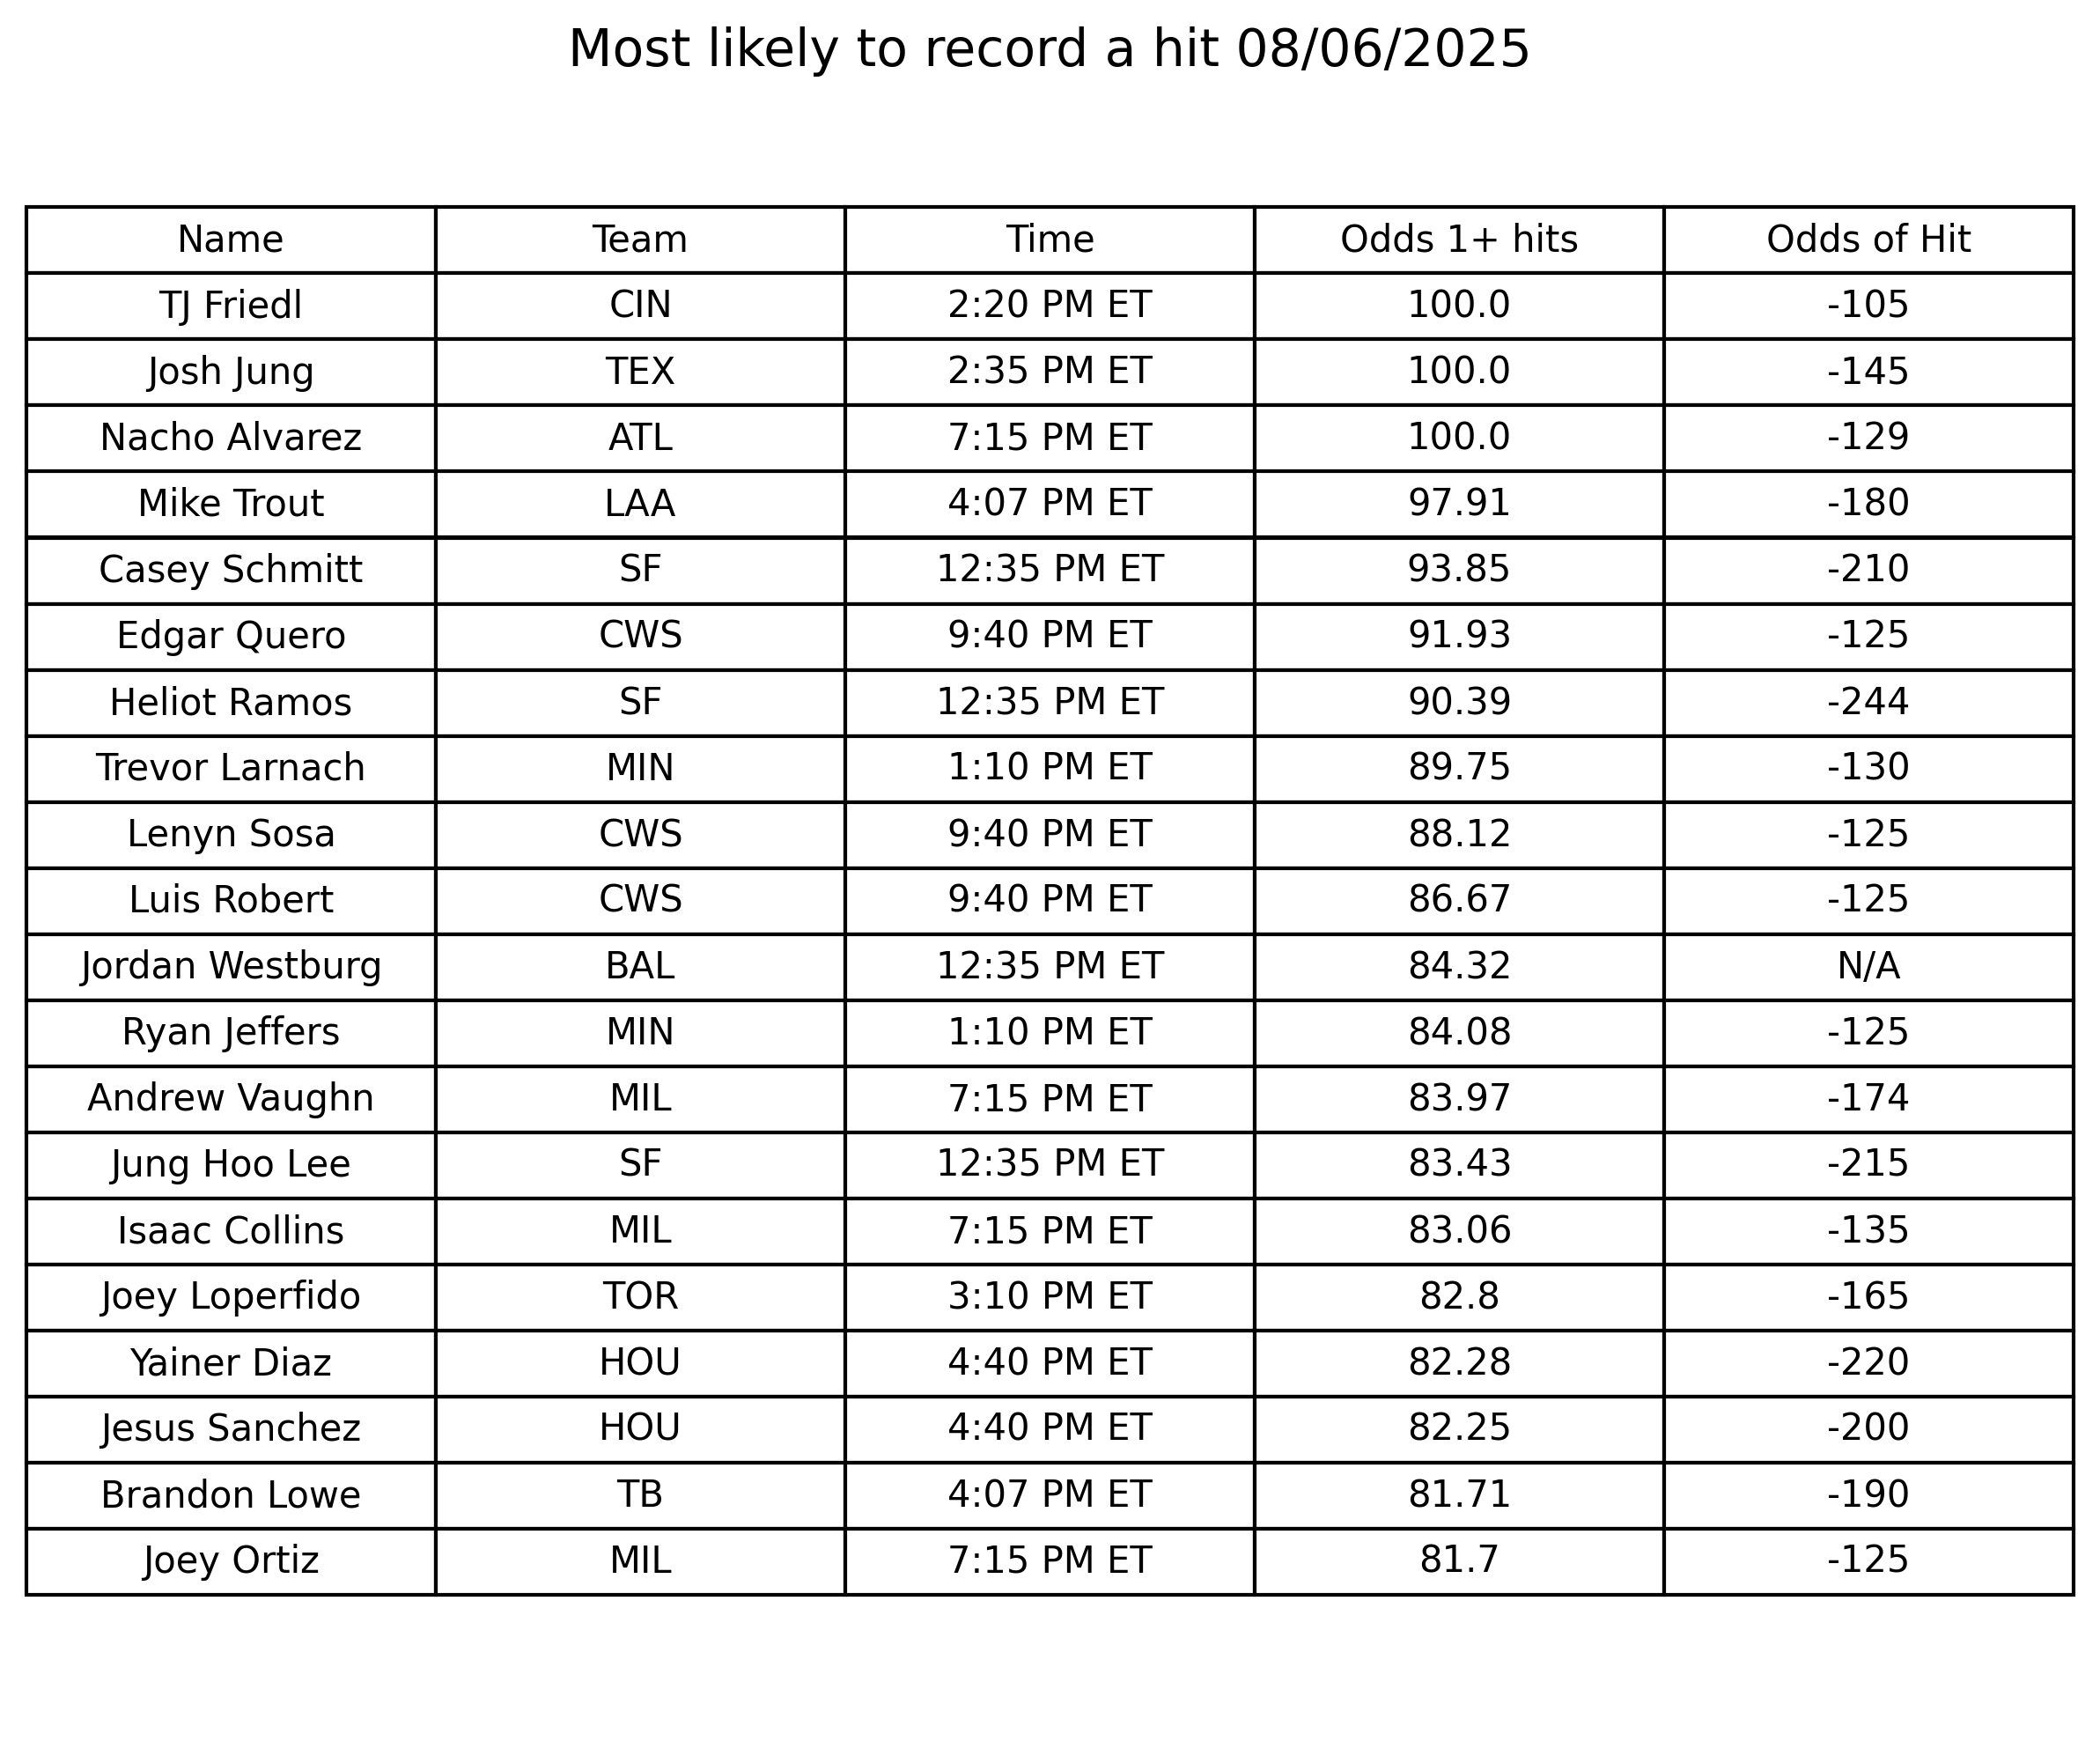 Most likely to record a hit 08/06/2025
Name Team Time Odds 1+ hits Odds of Hit
TJ Friedl CIN 2:20 PM ET 100.0 -105
Josh Jung TEX 2:35 PM ET 100.0 -145
Nacho Alvarez ATL 7:15 PM ET 100.0 -129
Mike Trout LAA 4:07 PM ET 97.91 -180
Casey Schmitt SF 12:35 PM ET 93.85 -210
Edgar Quero CWS 9:40 PM ET 91.93 -125
Heliot Ramos SF 12:35 PM ET 90.39 -244
Trevor Larnach MIN 1:10 PM ET 89.75 -130
Lenyn Sosa CWS 9:40 PM ET 88.12 -125
Luis Robert CWS 9:40 PM ET 86.67 -125
Jordan Westburg BAL 12:35 PM ET 84.32 N/A
Ryan Jeffers MIN 1:10 PM ET 84.08 -125
Andrew Vaughn MIL 7:15 PM ET 83.97 -174
Jung Hoo Lee SF 12:35 PM ET 83.43 -215
Isaac Collins MIL 7:15 PM ET 83.06 -135
Joey Loperfido TOR 3:10 PM ET 82.8 -165
Yainer Diaz HOU 4:40 PM ET 82.28 -220
Jesus Sanchez HOU 4:40 PM ET 82.25 -200
Brandon Lowe TB 4:07 PM ET 81.71 -190
Joey Ortiz MIL 7:15 PM ET 81.7 -125